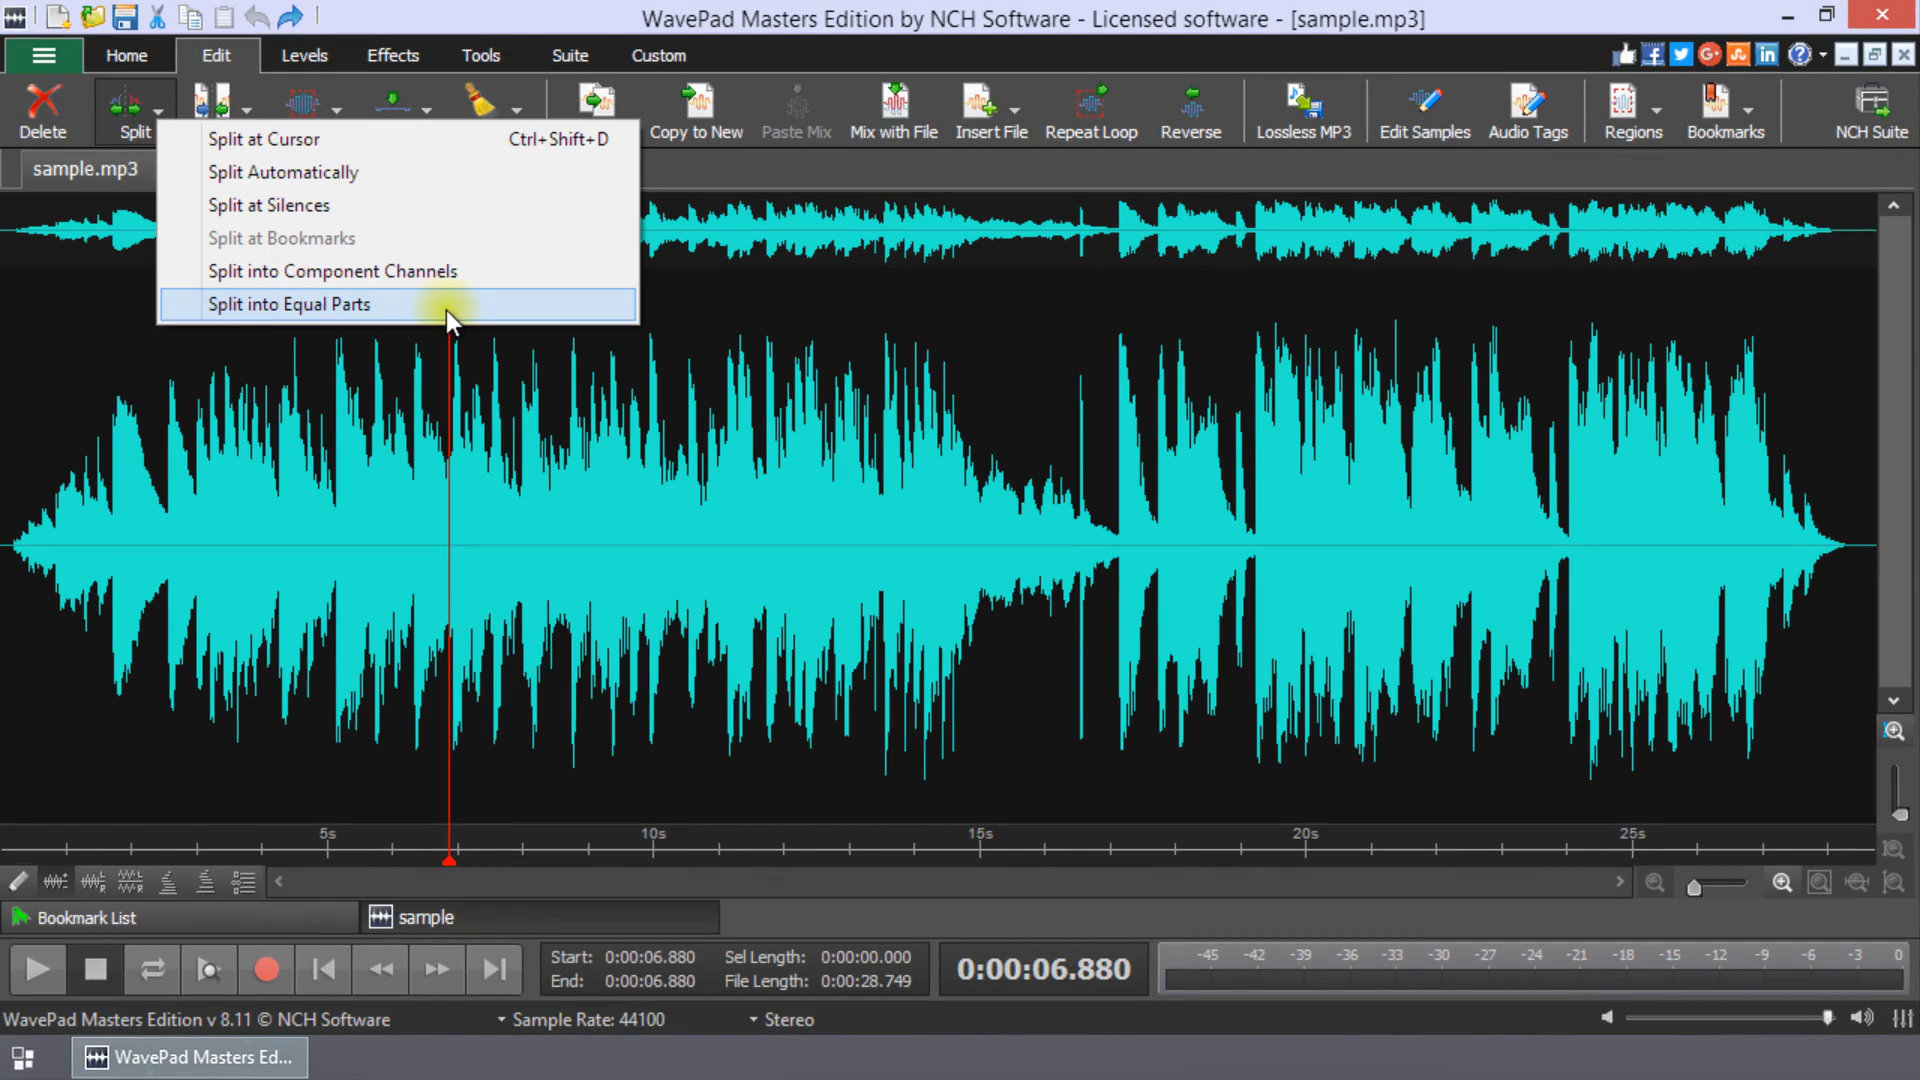 WavePad Masters Edition by NCH Software - Licensed software - [sample.mp3]
Home Edit Levels Effects Tools Suite Custom
Delete Split Copy to New Paste Mix Mix with File Insert File Repeat Loop Reverse Lossless MP3 Edit Samples Audio Tags Regions Bookmarks NCH Suite
sample.mp3
Split at Cursor Ctrl+Shift+D
Split Automatically
Split at Silences
Split at Bookmarks
Split into Component Channels
Split into Equal Parts
5s 10s 15s 20s 25s
Bookmark List sample
Start: 0:00:06.880 Sel Length: 0:00:00.000
End: 0:00:06.880 File Length: 0:00:28.749
0:00:06.880
-45 -42 -39 -36 -33 -30 -27 -24 -21 -18 -15 -12 -9 -6 -3 0
WavePad Masters Edition v 8.11 © NCH Software Sample Rate: 44100 Stereo
WavePad Masters Ed...